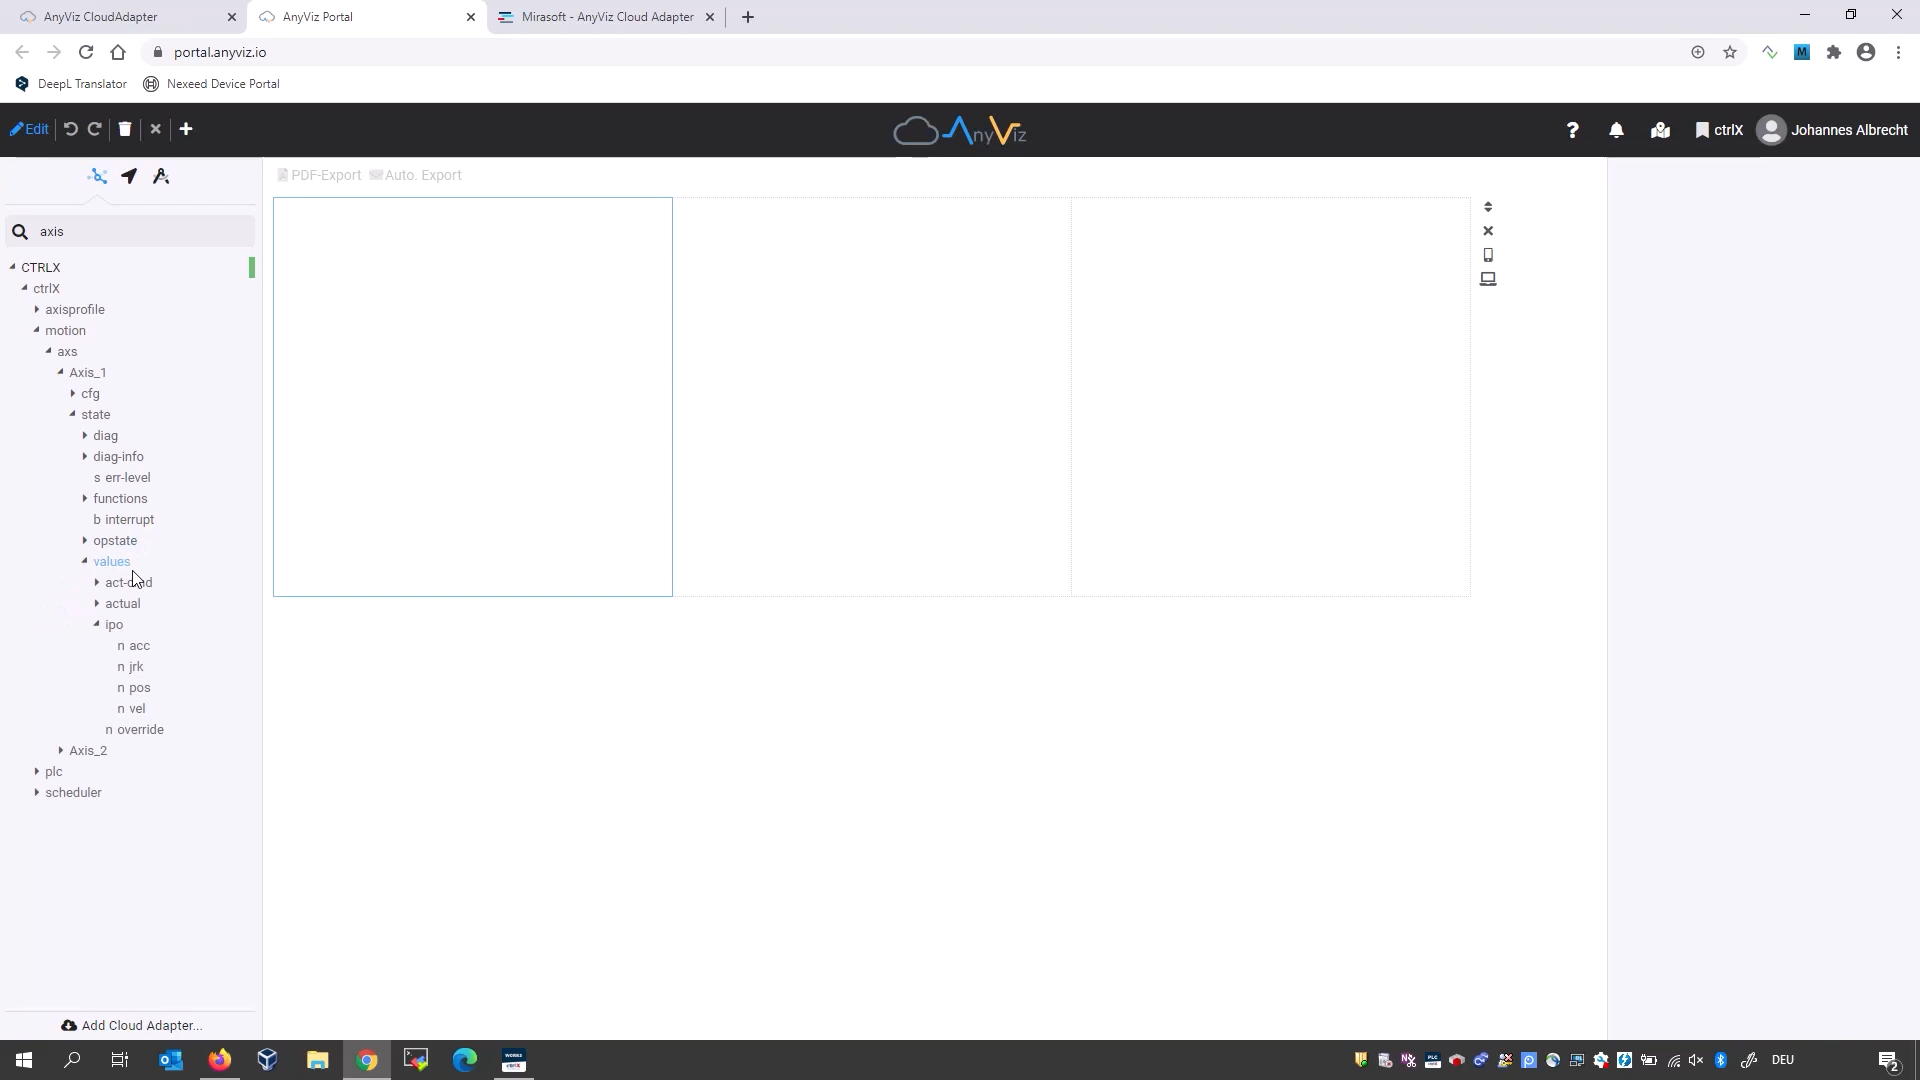 AnyViz CloudAdapter
AnyViz Portal
Mirasoft - AnyViz Cloud Adapter
portal.anyviz.io
DeepL Translator
Nexeed Device Portal
Edit
AnyViz
ctrlX
Johannes Albrecht
PDF-Export
Auto. Export
axis
CTRLX
ctrlX
axisprofile
motion
axs
Axis_1
cfg
state
diag
diag-info
s err-level
functions
b interrupt
opstate
values
actual
ipo
n acc
n jrk
n pos
n vel
n override
Axis_2
plc
scheduler
Add Cloud Adapter...
WORKS
DEU
2